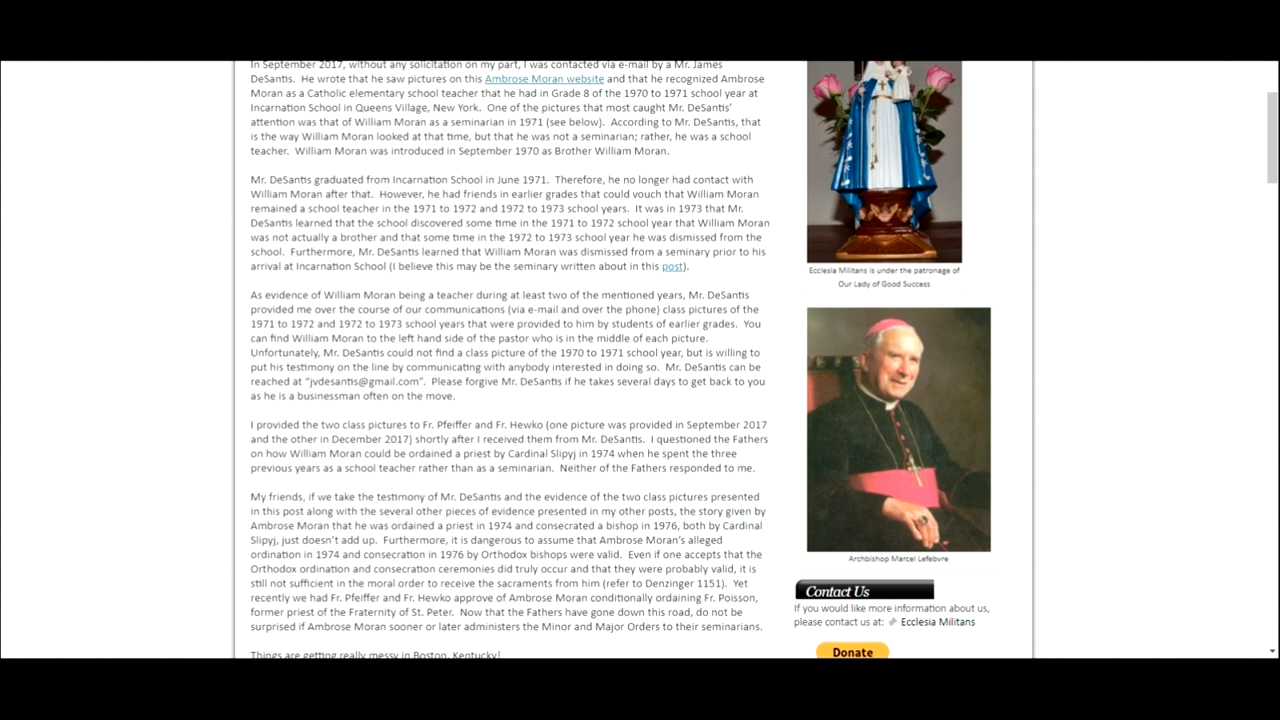 In September 2017, without any solicitation on my part, I was contacted via e-mail by a Mr. James
DeSantis. He wrote that he saw pictures on this Ambrose Moran website and that he recognized Ambrose
Moran as a Catholic elementary school teacher that he had in Grade 8 of the 1970 to 1971 school year at
Incarnation School in Queens Village, New York. One of the pictures that most caught Mr. DeSantis'
attention was that of William Moran as a seminarian in 1971 (see below). According to Mr. DeSantis, that
is the way William Moran looked at that time, but that he was not a seminarian; rather, he was a school
teacher. William Moran was introduced in September 1970 as Brother William Moran.
Mr. DeSantis graduated from Incarnation School in June 1971. Therefore, he no longer had contact with
William Moran after that. However, he had friends in earlier grades that could vouch that William Moran
remained a school teacher in the 1971 to 1972 and 1972 to 1973 school years. It was in 1973 that Mr.
DeSantis learned that the school discovered some time in the 1971 to 1972 school year that William Moran
was not actually a brother and that some time in the 1972 to 1973 school year he was dismissed from the
school. Furthermore, Mr. DeSantis learned that William Moran was dismissed from a seminary prior to his
arrival at Incarnation School (I believe this may be the seminary written about in this post).
As evidence of William Moran being a teacher during at least two of the mentioned years, Mr. DeSantis
provided me over the course of our communications (via e-mail and over the phone) class pictures of the
1971 to 1972 and 1972 to 1973 school years that were provided to him by students of earlier grades. You
can find William Moran to the left hand side of the pastor who is in the middle of each picture.
Unfortunately, Mr. DeSantis could not find a class picture of the 1970 to 1971 school year, but is willing to
put his testimony on the line by communicating with anybody interested in doing so. Mr. DeSantis can be
reached at "jvdesantis@gmail.com". Please forgive Mr. DeSantis if he takes several days to get back to you
as he is a businessman often on the move.
I provided the two class pictures to Fr. Pfeiffer and Fr. Hewko (one picture was provided in September 2017
and the other in December 2017) shortly after I received them from Mr. DeSantis. I questioned the Fathers
on how William Moran could be ordained a priest by Cardinal Slipyj in 1974 when he spent the three
previous years as a school teacher rather than as a seminarian. Neither of the Fathers responded to me.
My friends, if we take the testimony of Mr. DeSantis and the evidence of the two class pictures presented
in this post along with the several other pieces of evidence presented in my other posts, the story given by
Ambrose Moran that he was ordained a priest in 1974 and consecrated a bishop in 1976, both by Cardinal
Slipyj, just doesn't add up. Furthermore, it is dangerous to assume that Ambrose Moran's alleged
ordination in 1974 and consecration in 1976 by Orthodox bishops were valid. Even if one accepts that the
Orthodox ordination and consecration ceremonies did truly occur and that they were probably valid, it is
still not sufficient in the moral order to receive the sacraments from him (refer to Denzinger 1151). Yet
recently we had Fr. Pfeiffer and Fr. Hewko approve of Ambrose Moran conditionally ordaining Fr. Poisson,
former priest of the Fraternity of St. Peter. Now that the Fathers have gone down this road, do not be
surprised if Ambrose Moran sooner or later administers the Minor and Major Orders to their seminarians.
Things are getting really messy in Boston, Kentucky!
Ecclesia Militans is under the patronage of
Our Lady of Good Success
Archbishop Marcel Lefebvre
Contact Us
If you would like more information about us,
please contact us at: Ecclesia Militans
Donate